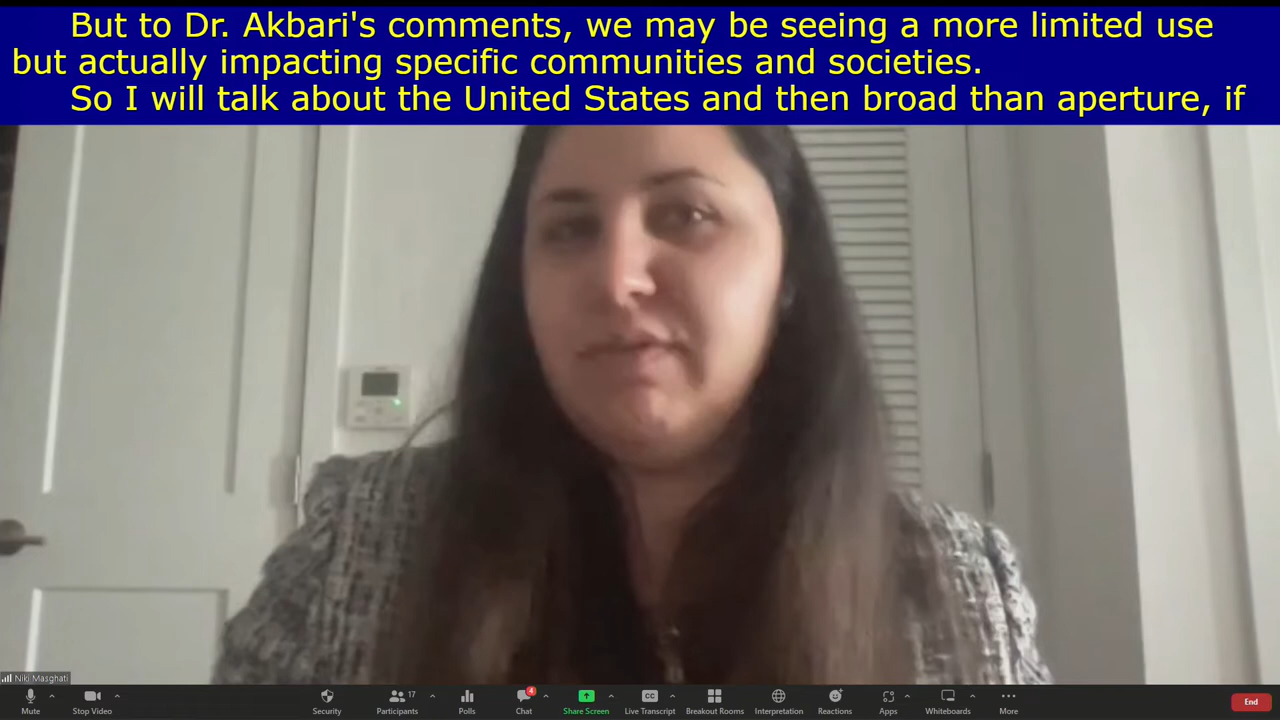 But to Dr. Akbari's comments, we may be seeing a more limited use
but actually impacting specific communities and societies.
So I will talk about the United States and then broad than aperture, if
Niki Masghati
17
4
Mute
Stop Video
Security
Participants
Polls
Chat
Share Screen
CC
Live Transcript
Breakout Rooms
Interpretation
Reactions
Apps
Whiteboards
More
End